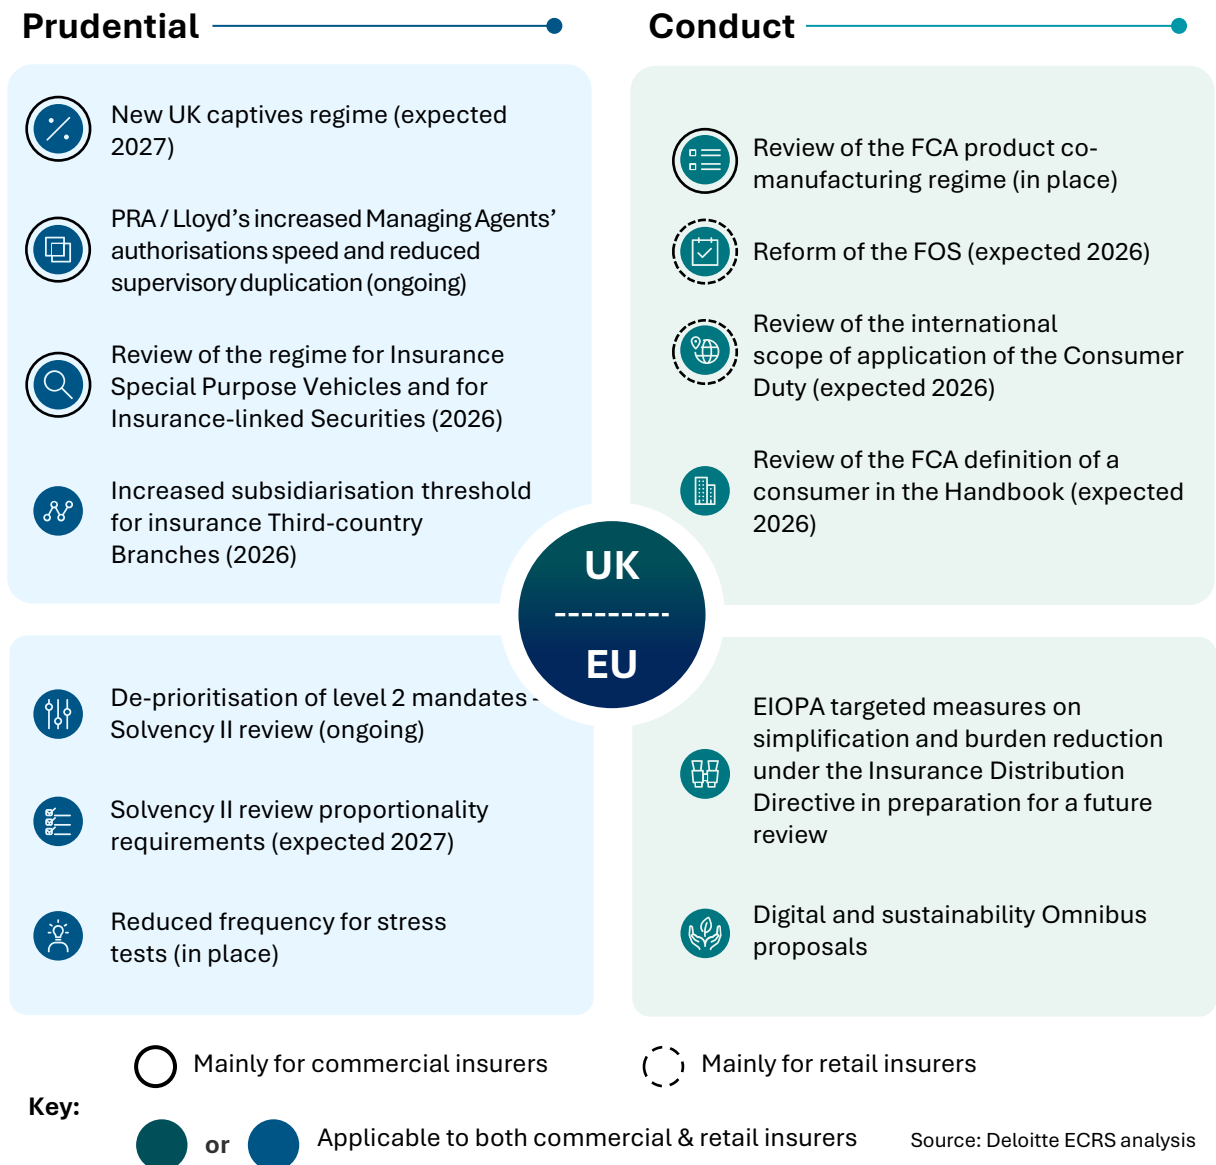 Prudential
New UK captives regime (expected
2027)
PRA / Lloyd's increased Managing Agents'
authorisations speed and reduced
supervisory duplication (ongoing)
Review of the regime for Insurance
Special Purpose Vehicles and for
Insurance-linked Securities (2026)
Increased subsidiarisation threshold
for insurance Third-country
Branches (2026)
Conduct
Review of the FCA product co-
manufacturing regime (in place)
Reform of the FOS (expected 2026)
Review of the international
scope of application of the Consumer
Duty (expected 2026)
Review of the FCA definition of a
consumer in the Handbook (expected
2026)
UK
EU
De-prioritisation of level 2 mandates -
Solvency II review (ongoing)
Solvency II review proportionality
requirements (expected 2027)
Reduced frequency for stress
tests (in place)
EIOPA targeted measures on
simplification and burden reduction
under the Insurance Distribution
Directive in preparation for a future
review
Digital and sustainability Omnibus
proposals
Key:
Mainly for commercial insurers
Mainly for retail insurers
or
Applicable to both commercial & retail insurers
Source: Deloitte ECRS analysis